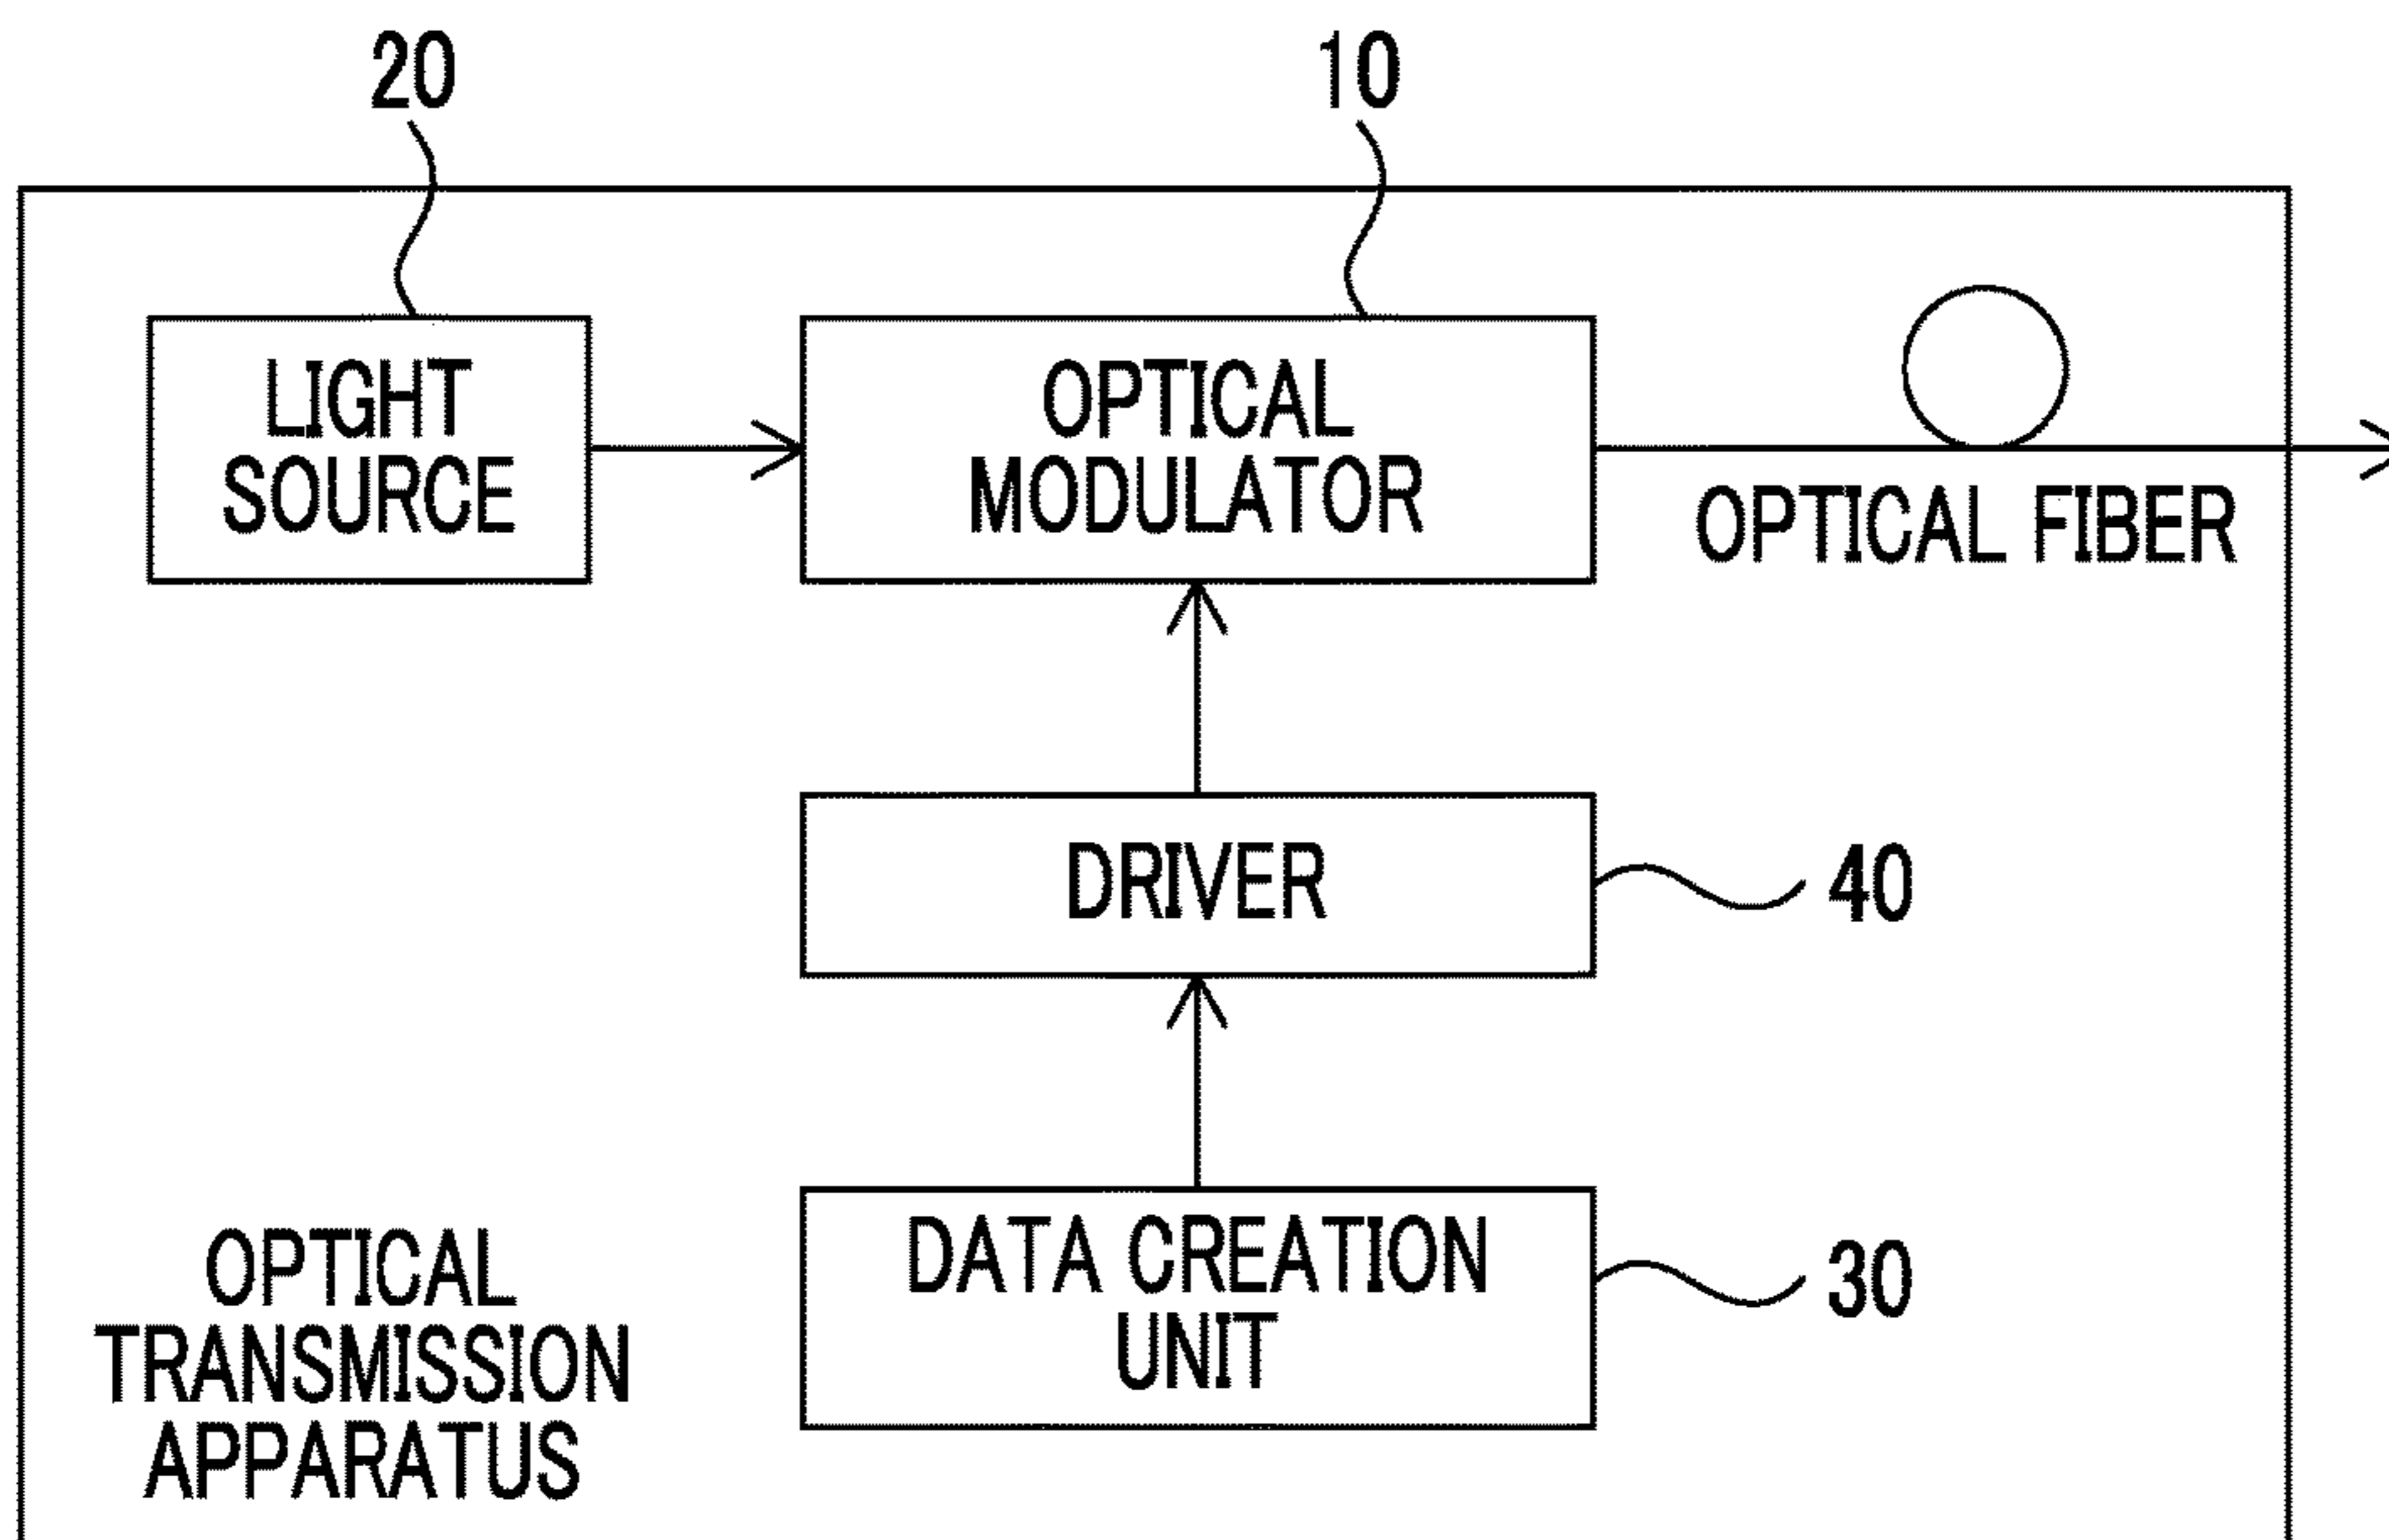 20
10
LIGHT
SOURCE
OPTICAL
MODULATOR
OPTICAL FIBER
DRIVER
40
DATA CREATION
UNIT
30
OPTICAL
TRANSMISSION
APPARATUS